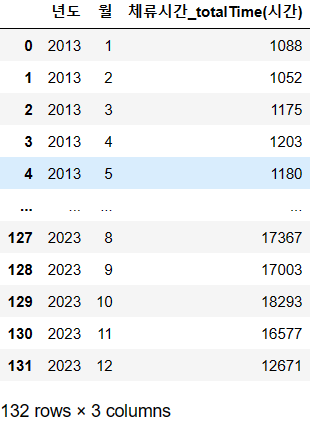 년도 월 체류시간_totalTime(시간)
0 2013 1 1088
1 2013 2 1052
2 2013 3 1175
3 2013 4 1203
4 2013 5 1180
... ... ... ...
127 2023 8 17367
128 2023 9 17003
129 2023 10 18293
130 2023 11 16577
131 2023 12 12671
132 rows × 3 columns